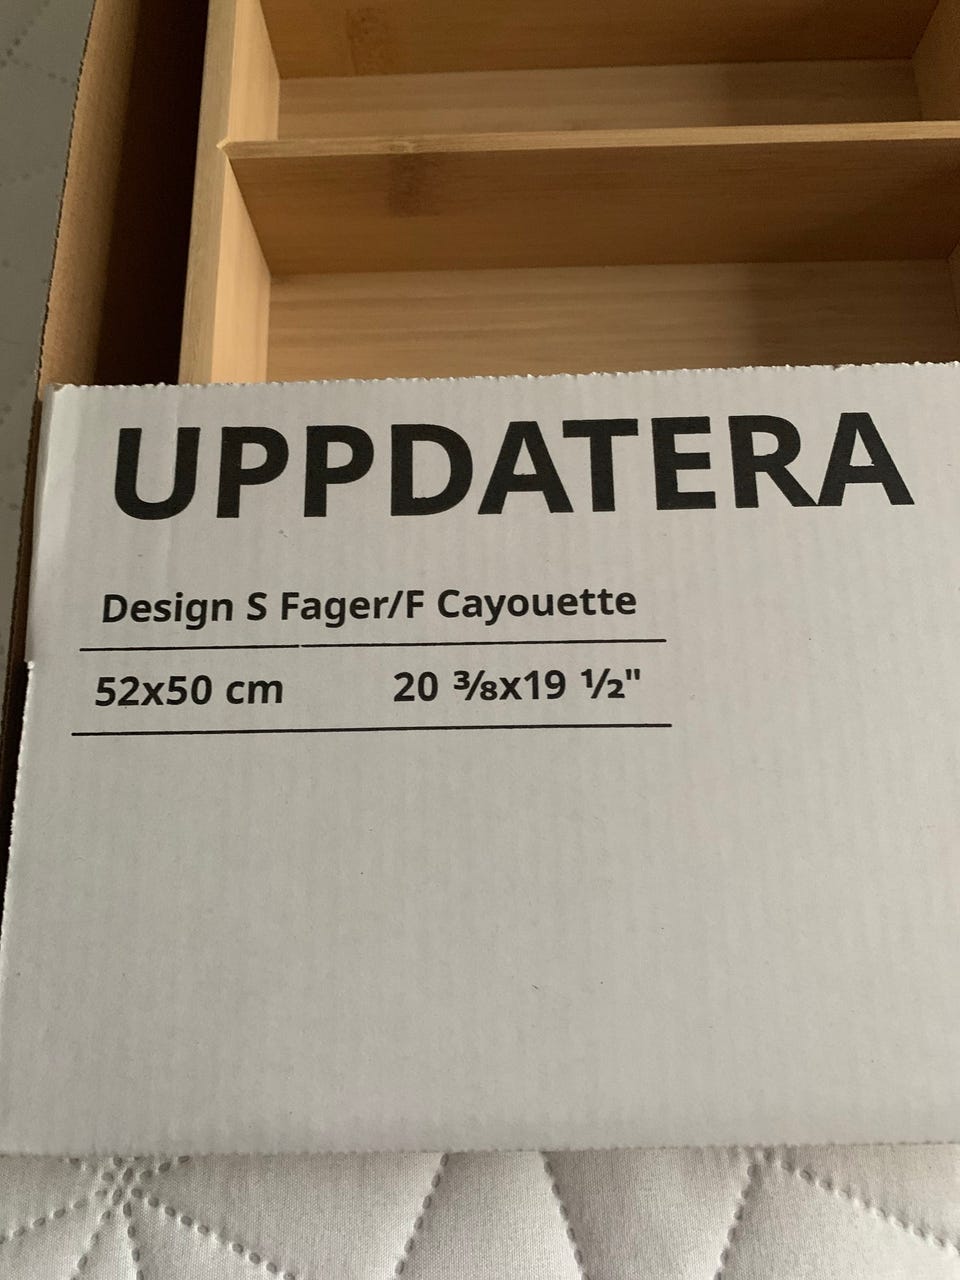 UPPDATERA
Design S Fager/F Cayouette
52x50 cm 20 ⅜x19 ½"